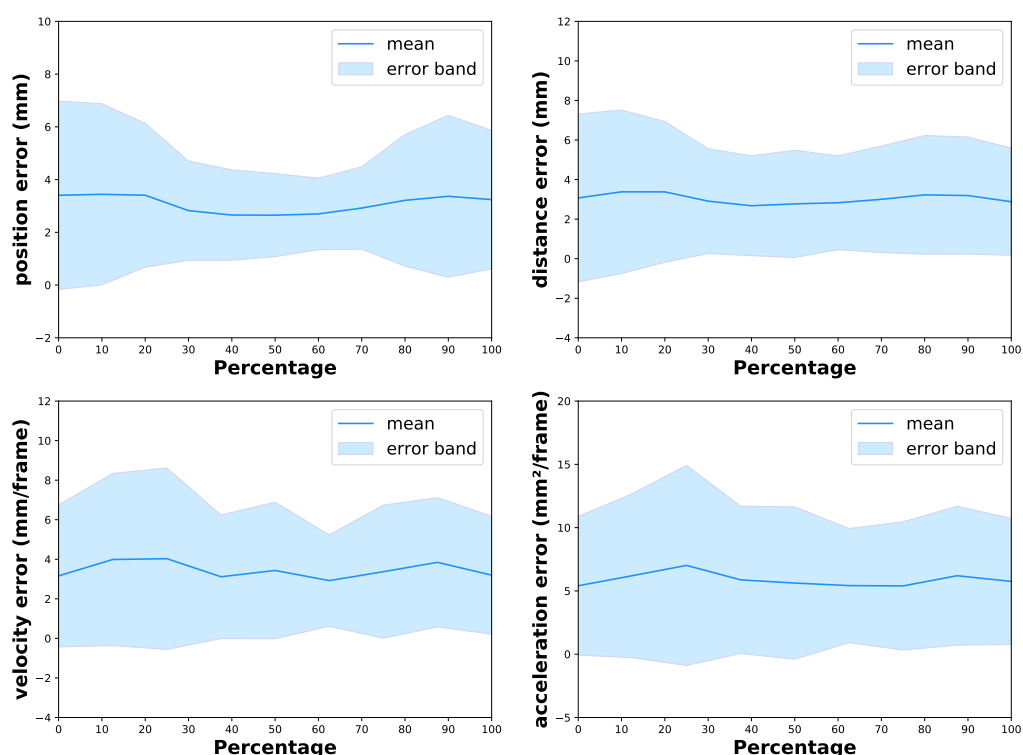 10
8
6
4
2
0
−2
position error (mm)
mean
error band
0 10 20 30 40 50 60 70 80 90 100
Percentage
12
10
8
6
4
2
0
−2
−4
distance error (mm)
mean
error band
0 10 20 30 40 50 60 70 80 90 100
Percentage
12
10
8
6
4
2
0
−2
−4
velocity error (mm/frame)
mean
error band
0 10 20 30 40 50 60 70 80 90 100
Percentage
20
15
10
5
0
−5
acceleration error (mm²/frame)
mean
error band
0 10 20 30 40 50 60 70 80 90 100
Percentage